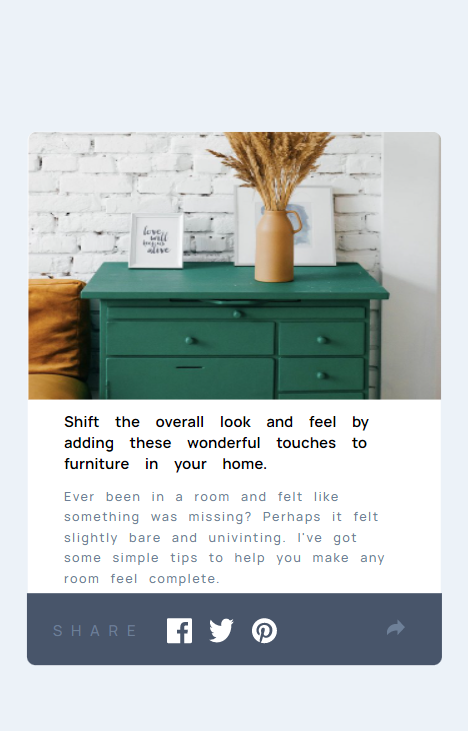 love
will
keep us
alive
Shift the overall look and feel by
adding these wonderful touches to
furniture in your home.
Ever been in a room and felt like
something was missing? Perhaps it felt
slightly bare and univinting. I've got
some simple tips to help you make any
room feel complete.
SHARE